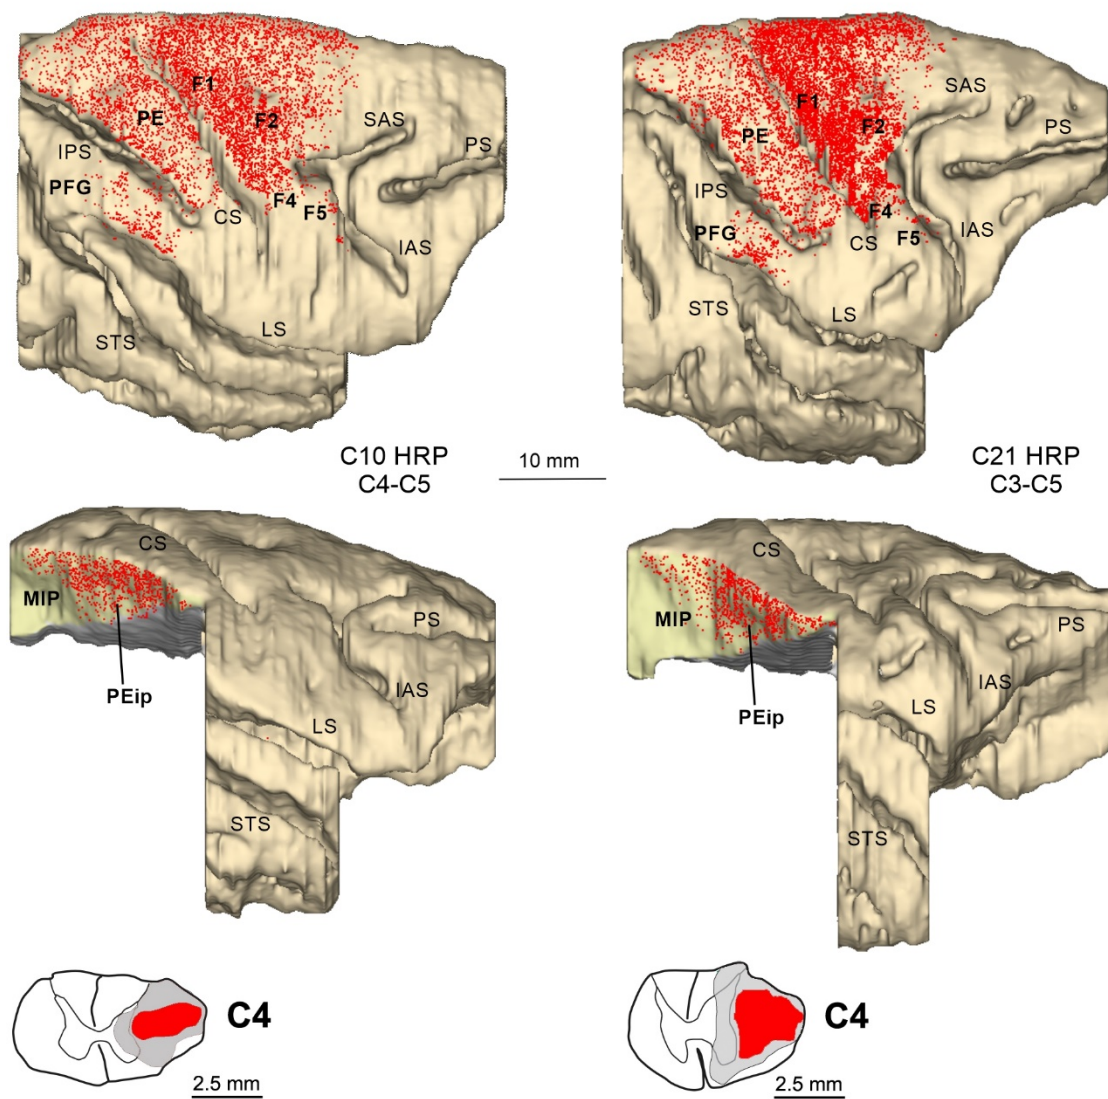 F1
PE
F2
SAS
PS
IPS
PFG
CS
F4
F5
IAS
LS
STS
C10 HRP
C4-C5
10 mm
F1
PE
F2
SAS
PS
IPS
PFG
CS
F4
F5
IAS
STS
LS
C21 HRP
C3-C5
CS
MIP
PS
IAS
PEip
LS
STS
CS
MIP
PS
IAS
PEip
LS
STS
C4
2.5 mm
C4
2.5 mm